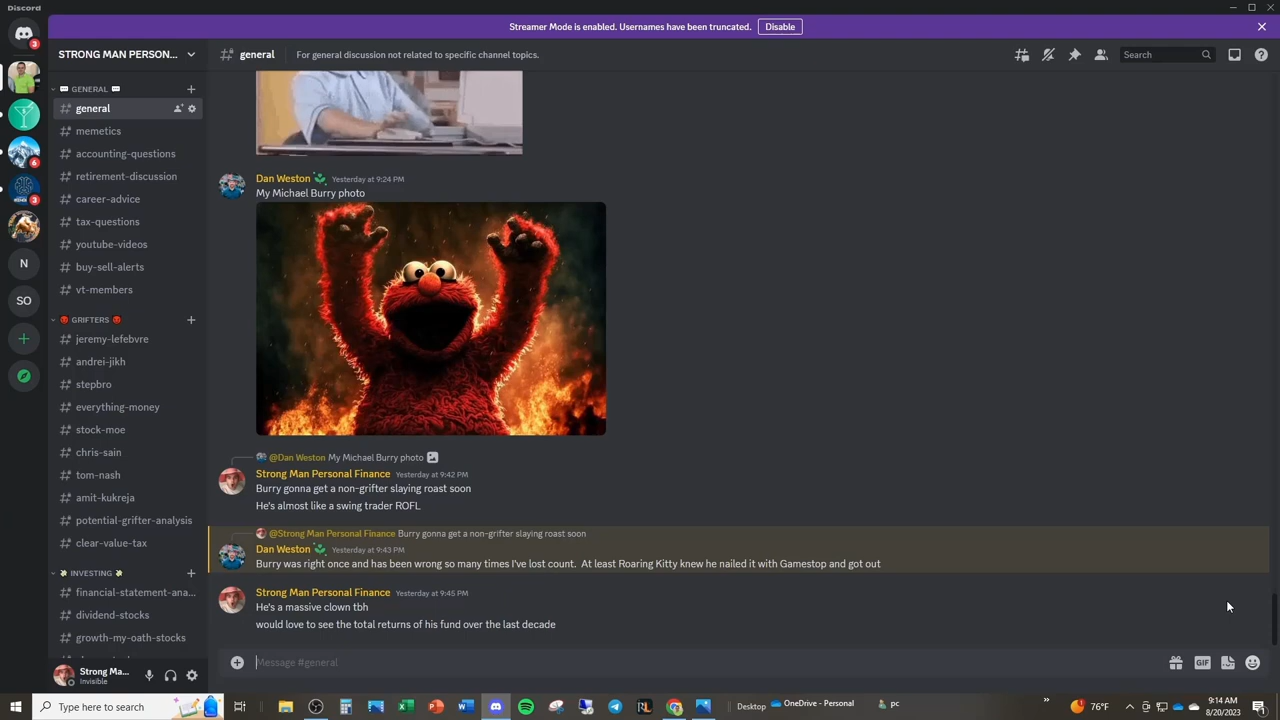 Discord
Streamer Mode is enabled. Usernames have been truncated.
Disable
STRONG MAN PERSON...
general
For general discussion not related to specific channel topics.
Search
3
6
3
N
SO
GENERAL
general
memetics
accounting-questions
retirement-discussion
career-advice
tax-questions
youtube-videos
buy-sell-alerts
vt-members
GRIFTERS
jeremy-lefebvre
andrei-jikh
stepbro
everything-money
stock-moe
chris-sain
tom-nash
amit-kukreja
potential-grifter-analysis
clear-value-tax
INVESTING
financial-statement-ana...
dividend-stocks
growth-my-oath-stocks
Strong Ma...
Invisible
Dan Weston Yesterday at 9:24 PM
My Michael Burry photo
@Dan Weston My Michael Burry photo
Strong Man Personal Finance Yesterday at 9:42 PM
Burry gonna get a non-grifter slaying roast soon
He's almost like a swing trader ROFL
@Strong Man Personal Finance Burry gonna get a non-grifter slaying roast soon
Dan Weston Yesterday at 9:43 PM
Burry was right once and has been wrong so many times I've lost count. At least Roaring Kitty knew he nailed it with Gamestop and got out
Strong Man Personal Finance Yesterday at 9:45 PM
He's a massive clown tbh
would love to see the total returns of his fund over the last decade
Message #general
GIF
Type here to search
Desktop
OneDrive - Personal
pc
76°F
9:14 AM
8/20/2023